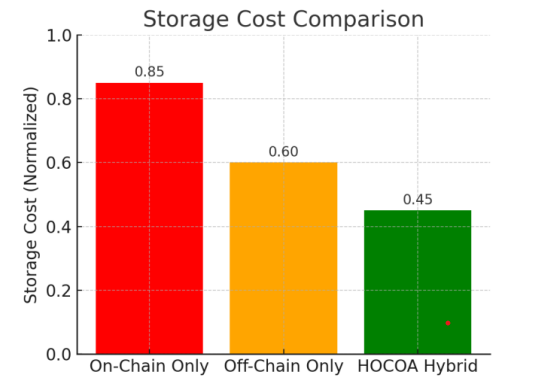 Storage Cost Comparison
Storage Cost (Normalized)
1.0
0.8
0.6
0.4
0.2
0.0
0.85
0.60
0.45
On-Chain Only
Off-Chain Only
HOCOA Hybrid